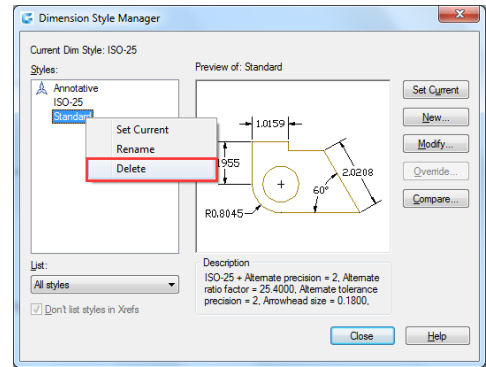 Dimension Style Manager
Current Dim Style: ISO-25
Styles:
Annotative
ISO-25
Standard
Set Current
Rename
Delete
Preview of: Standard
1.0159
1955
2.0208
60°
R0.8045
Set Current
New...
Modify...
Override...
Compare...
List:
All styles
Don't list styles in Xrefs
Description
ISO-25 + Alternate precision = 2, Alternate
ratio factor = 25.4000, Alternate tolerance
precision = 2, Arrowhead size = 0.1800,
Close
Help